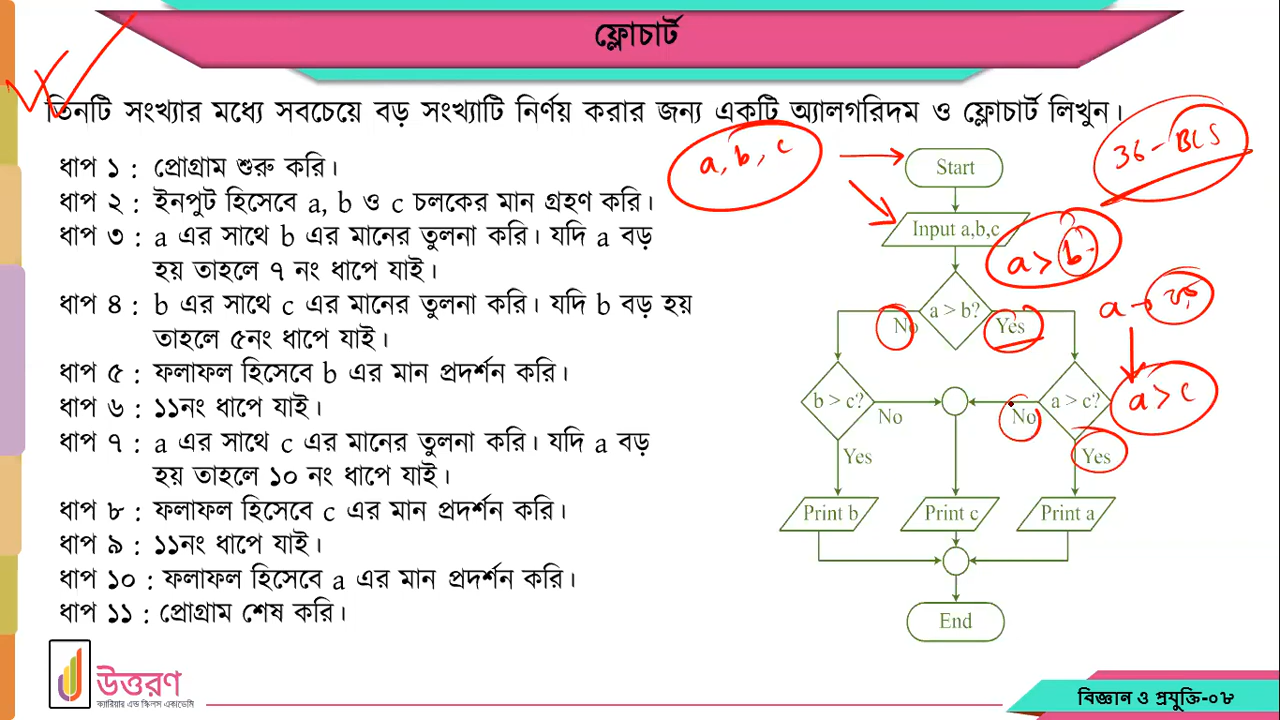 ফ্লোচার্ট
তিনটি সংখ্যার মধ্যে সবচেয়ে বড় সংখ্যাটি নির্ণয় করার জন্য একটি অ্যালগরিদম ও ফ্লোচার্ট লিখুন।
ধাপ ১ : প্রোগ্রাম শুরু করি।
ধাপ ২ : ইনপুট হিসেবে a, b ও c চলকের মান গ্রহণ করি।
ধাপ ৩ : a এর সাথে b এর মানের তুলনা করি। যদি a বড়
হয় তাহলে ৭ নং ধাপে যাই।
ধাপ ৪ : b এর সাথে c এর মানের তুলনা করি। যদি b বড় হয়
তাহলে ৫নং ধাপে যাই।
ধাপ ৫ : ফলাফল হিসেবে b এর মান প্রদর্শন করি।
ধাপ ৬ : ১১নং ধাপে যাই।
ধাপ ৭ : a এর সাথে c এর মানের তুলনা করি। যদি a বড়
হয় তাহলে ১০ নং ধাপে যাই।
ধাপ ৮ : ফলাফল হিসেবে c এর মান প্রদর্শন করি।
ধাপ ৯ : ১১নং ধাপে যাই।
ধাপ ১০ : ফলাফল হিসেবে a এর মান প্রদর্শন করি।
ধাপ ১১ : প্রোগ্রাম শেষ করি।
a, b, c
36-BCS
Start
Input a,b,c
a > b
a > b?
No
Yes
a → বড়
b > c?
No
Yes
a > c?
No
Yes
a > c
Print b
Print c
Print a
End
উত্তরণ
ক্যারিয়ার এন্ড স্কিলস একাডেমি
বিজ্ঞান ও প্রযুক্তি-০৮